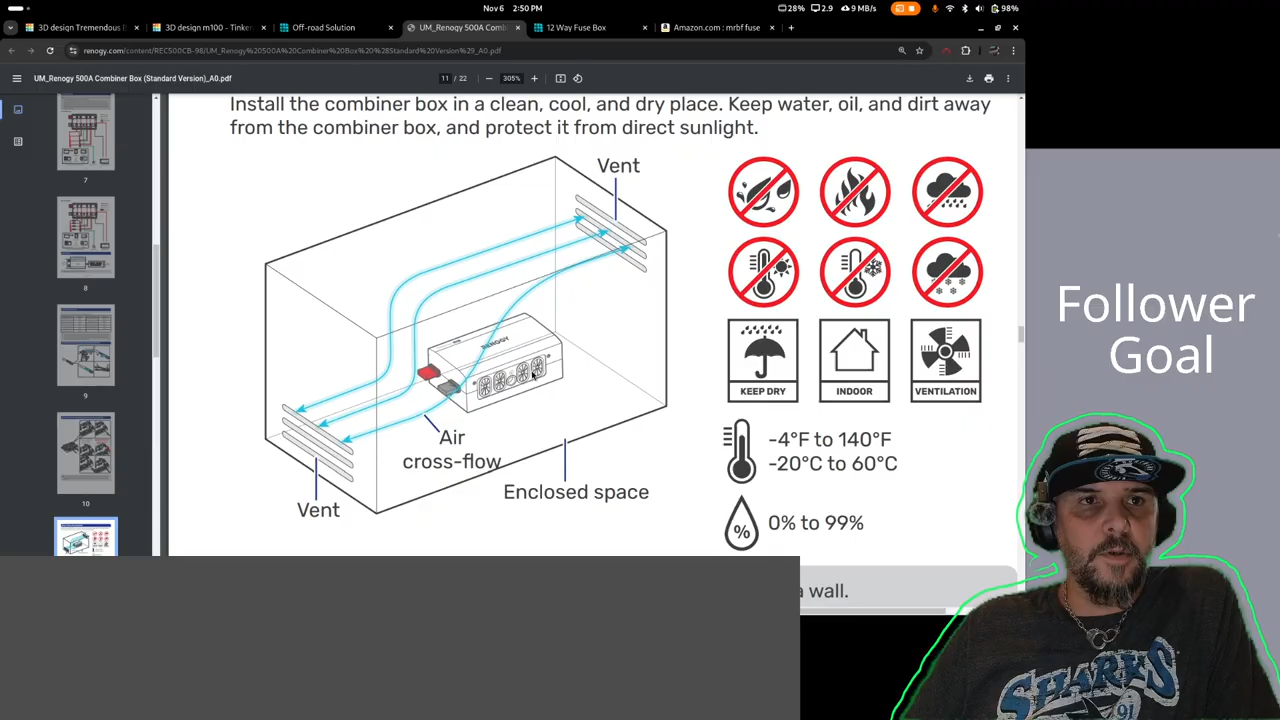 Nov 6 2:50 PM
28% 2.9 9 MB/s 98%
3D design Tremendous B
3D design m100 - Tinker
Off-road Solution
UM_Renogy 500A Comb
12 Way Fuse Box
Amazon.com : mrbf fuse
renogy.com/content/REC500CB-98/UM_Renogy%20500A%20Combiner%20Box%20%28Standard%20Version%29_A0.pdf
UM_Renogy 500A Combiner Box (Standard Version)_A0.pdf
11 / 22
305%
7
8
9
10
Install the combiner box in a clean, cool, and dry place. Keep water, oil, and dirt away
from the combiner box, and protect it from direct sunlight.
Vent
RENOGY
Air
cross-flow
Enclosed space
Vent
KEEP DRY
INDOOR
VENTILATION
-4°F to 140°F
-20°C to 60°C
%
0% to 99%
a wall.
Follower
Goal
SHARKS
91